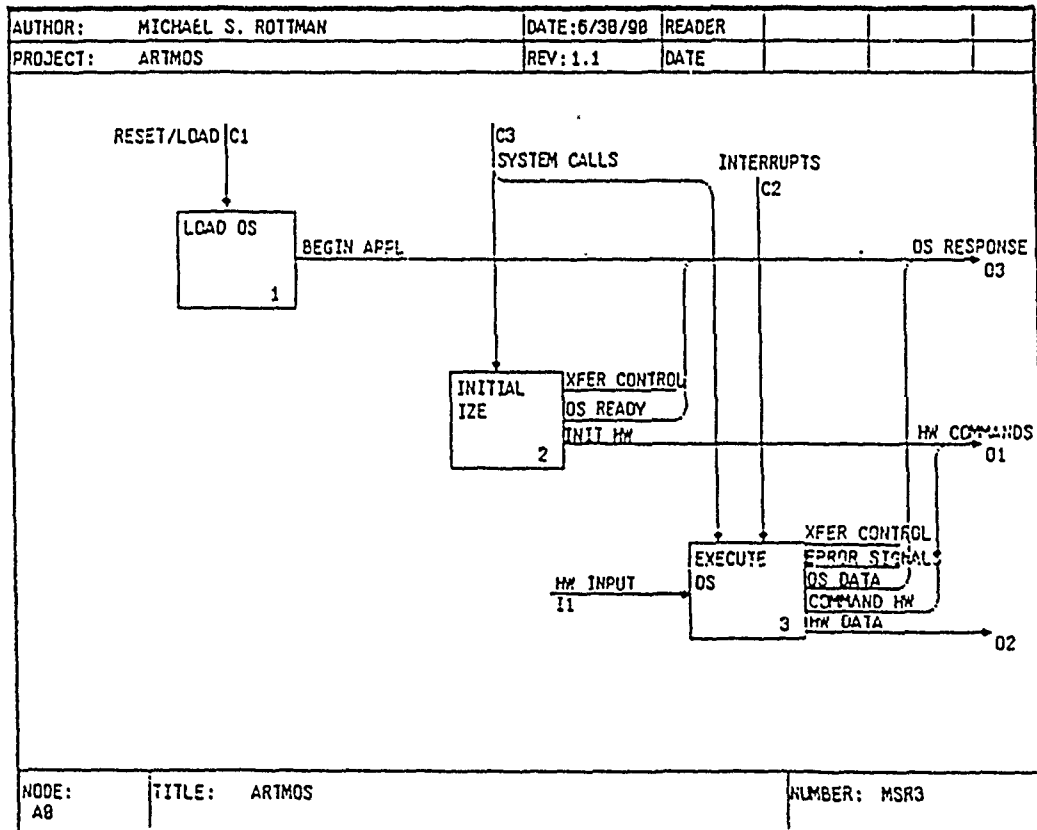 AUTHOR: MICHAEL S. ROTTMAN DATE:6/30/90 READER
PROJECT: ARTMOS REV:1.1 DATE
RESET/LOAD C1
C3
SYSTEM CALLS
INTERRUPTS
C2
LOAD OS
1
BEGIN APPL
OS RESPONSE
O3
INITIAL
IZE
2
XFER CONTROL
OS READY
INIT HW
HW COMMANDS
O1
HW INPUT
I1
EXECUTE
OS
3
XFER CONTROL
ERROR SIGNALS
OS DATA
COMMAND HW
HW DATA
O2
NODE:
A0
TITLE: ARTMOS
NUMBER: MSR3